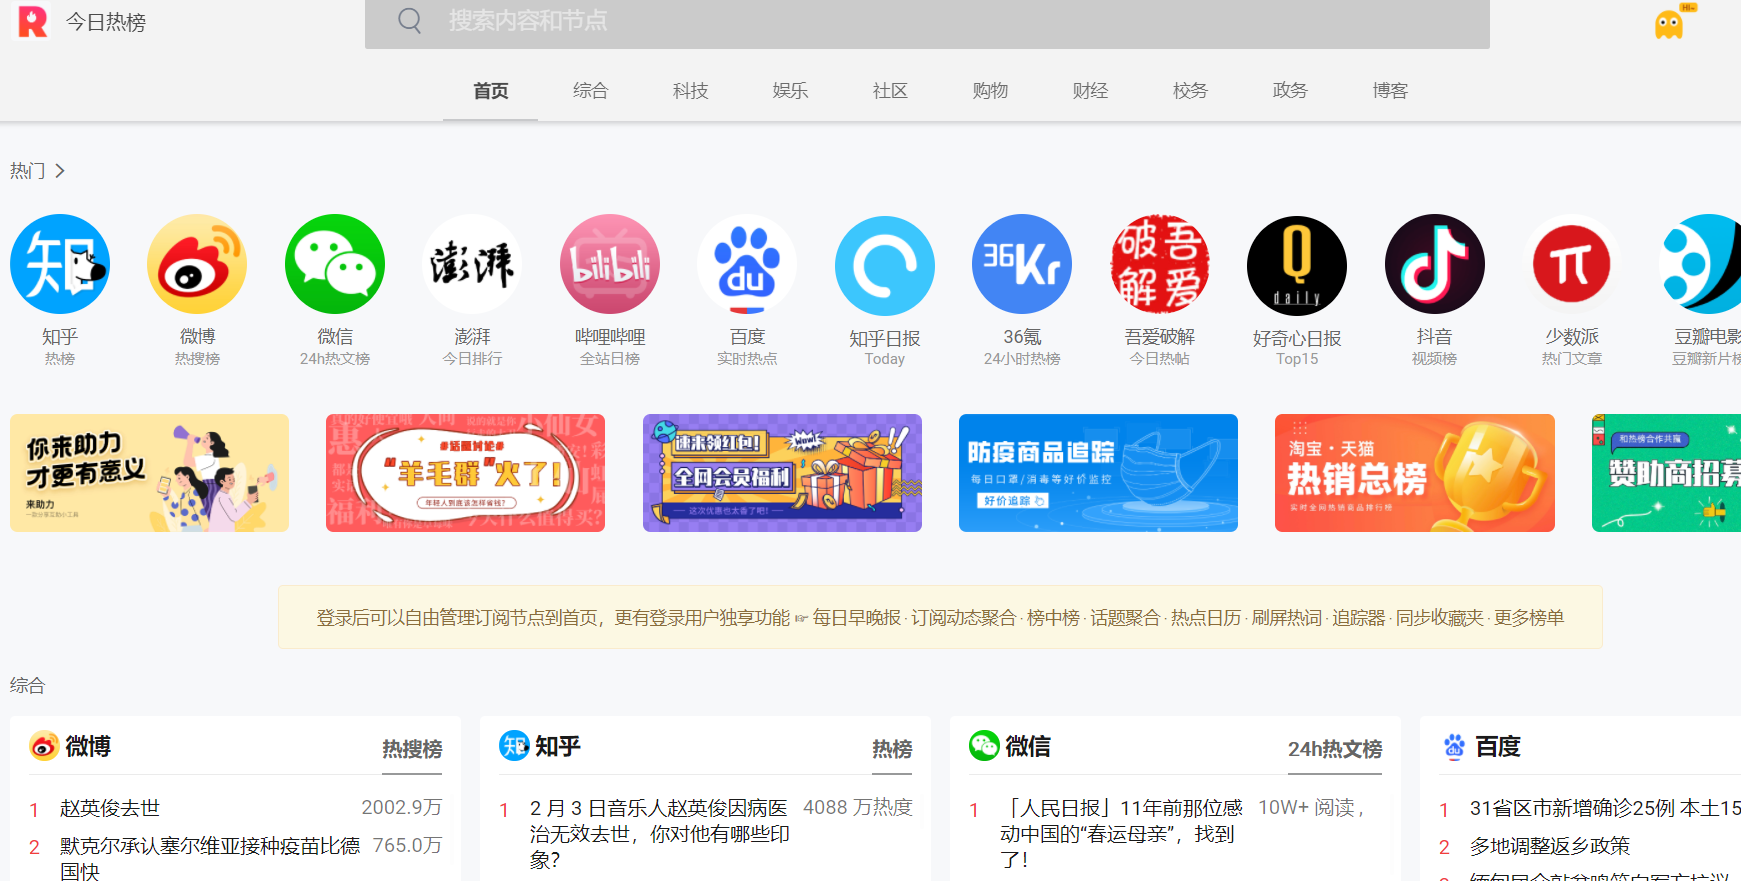 今日热榜
搜索内容和节点
HI~
首页 综合 科技 娱乐 社区 购物 财经 校务 政务 博客
热门
知
微信
澎湃
bilibili
du
36Kr
吾爱破解
Q daily
知乎 微博 微信 澎湃 哔哩哔哩 百度 知乎日报 36氪 吾爱破解 好奇心日报 抖音 少数派 豆瓣电影
热榜 热搜榜 24h热文榜 今日排行 全站日榜 实时热点 Today 24小时热榜 今日热帖 Top15 视频榜 热门文章 豆瓣新片榜
你来助力
才更有意义
来助力
#话题讨论#
“羊毛群”火了!
年轻人到底该怎样省钱?
速来领红包!
Wow!
全网会员福利
这次优惠也太香了吧!
防疫商品追踪
每日口罩/消毒等好价监控
好价追踪
淘宝·天猫
热销总榜
实时全网热销商品排行榜
和热榜合作共赢
赞助商招募
登录后可以自由管理订阅节点到首页，更有登录用户独享功能 ☞ 每日早晚报 · 订阅动态聚合 · 榜中榜 · 话题聚合 · 热点日历 · 刷屏热词 · 追踪器 · 同步收藏夹 · 更多榜单
综合
微博 热搜榜
1 赵英俊去世 2002.9万
2 默克尔承认塞尔维亚接种疫苗比德 765.0万
国快
知乎 热榜
1 2 月 3 日音乐人赵英俊因病医 4088 万热度
治无效去世，你对他有哪些印
象?
微信 24h热文榜
1 「人民日报」11年前那位感 10W+ 阅读 ,
动中国的“春运母亲”，找到
了!
百度
1 31省区市新增确诊25例 本土15
2 多地调整返乡政策